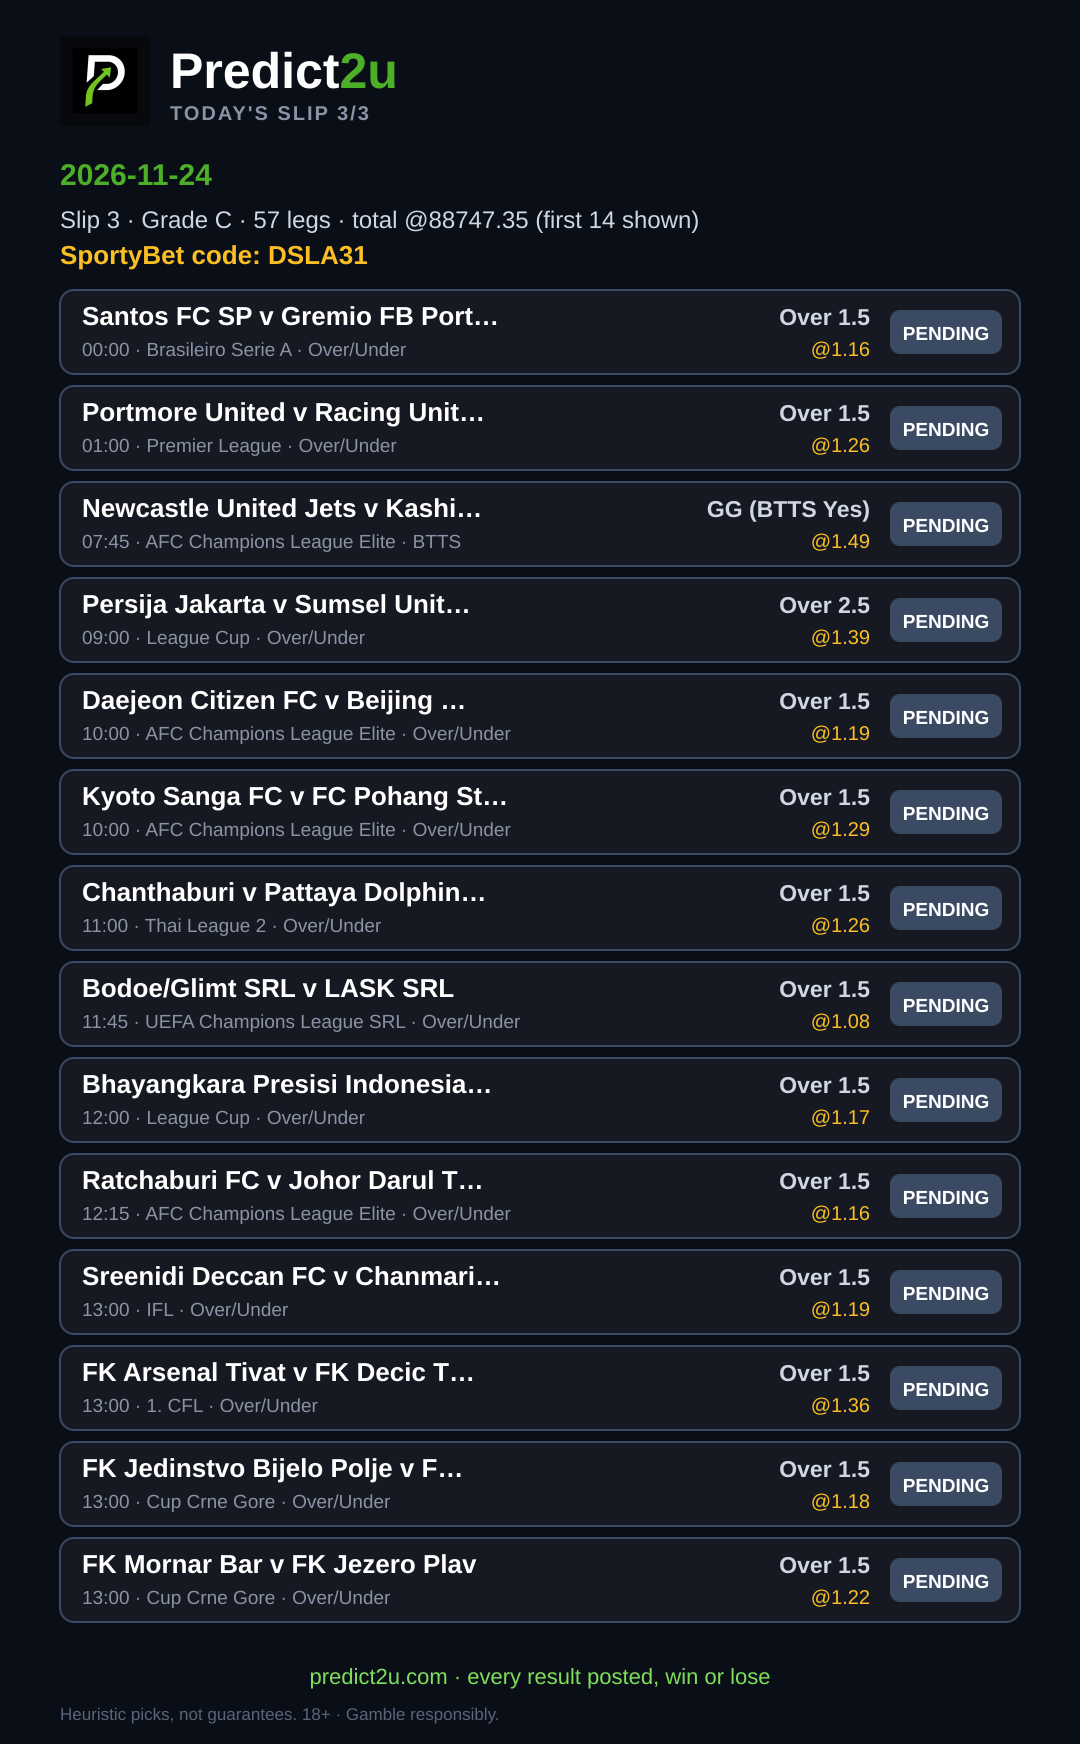 Predict2u
TODAY'S SLIP 3/3
2026-11-24
Slip 3 · Grade C · 57 legs · total @88747.35 (first 14 shown)
SportyBet code: DSLA31
Santos FC SP v Gremio FB Port…
Over 1.5
PENDING
00:00 · Brasileiro Serie A · Over/Under
@1.16
Portmore United v Racing Unit…
Over 1.5
PENDING
01:00 · Premier League · Over/Under
@1.26
Newcastle United Jets v Kashi…
GG (BTTS Yes)
PENDING
07:45 · AFC Champions League Elite · BTTS
@1.49
Persija Jakarta v Sumsel Unit…
Over 2.5
PENDING
09:00 · League Cup · Over/Under
@1.39
Daejeon Citizen FC v Beijing …
Over 1.5
PENDING
10:00 · AFC Champions League Elite · Over/Under
@1.19
Kyoto Sanga FC v FC Pohang St…
Over 1.5
PENDING
10:00 · AFC Champions League Elite · Over/Under
@1.29
Chanthaburi v Pattaya Dolphin…
Over 1.5
PENDING
11:00 · Thai League 2 · Over/Under
@1.26
Bodoe/Glimt SRL v LASK SRL
Over 1.5
PENDING
11:45 · UEFA Champions League SRL · Over/Under
@1.08
Bhayangkara Presisi Indonesia…
Over 1.5
PENDING
12:00 · League Cup · Over/Under
@1.17
Ratchaburi FC v Johor Darul T…
Over 1.5
PENDING
12:15 · AFC Champions League Elite · Over/Under
@1.16
Sreenidi Deccan FC v Chanmari…
Over 1.5
PENDING
13:00 · IFL · Over/Under
@1.19
FK Arsenal Tivat v FK Decic T…
Over 1.5
PENDING
13:00 · 1. CFL · Over/Under
@1.36
FK Jedinstvo Bijelo Polje v F…
Over 1.5
PENDING
13:00 · Cup Crne Gore · Over/Under
@1.18
FK Mornar Bar v FK Jezero Plav
Over 1.5
PENDING
13:00 · Cup Crne Gore · Over/Under
@1.22
predict2u.com · every result posted, win or lose
Heuristic picks, not guarantees. 18+ · Gamble responsibly.